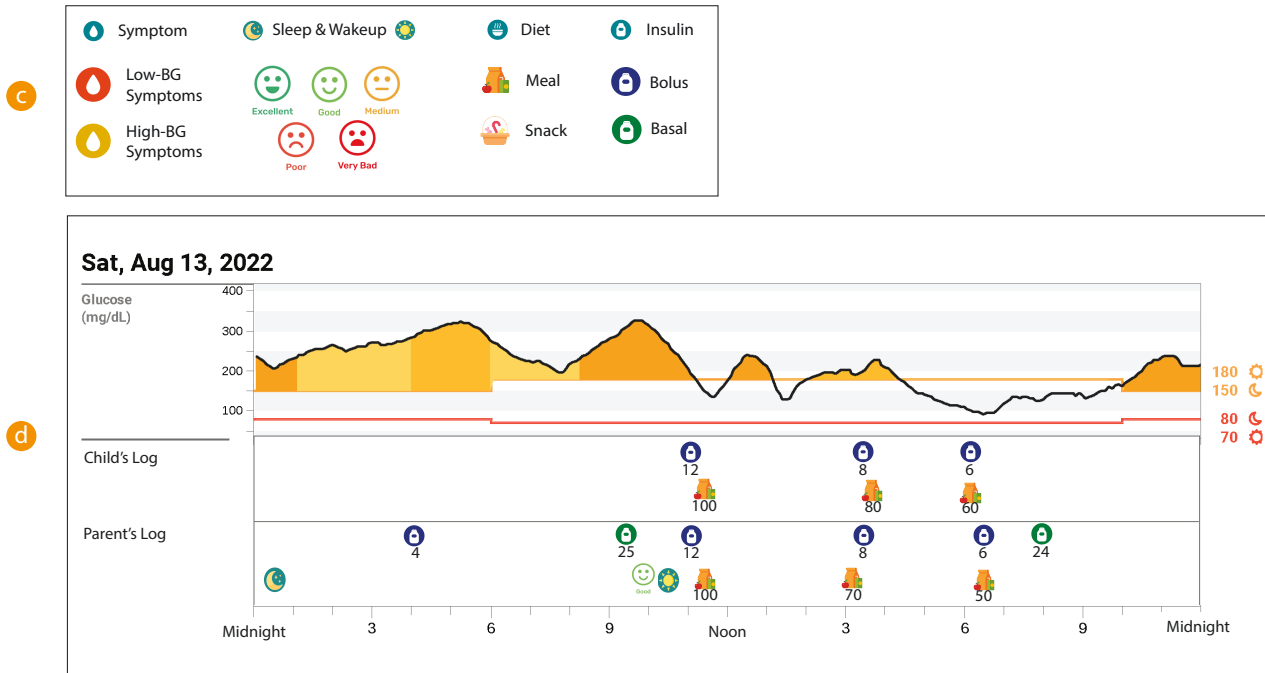 c
Symptom
Sleep & Wakeup
Diet
Insulin
Low-BG
Symptoms
Excellent
Good
Medium
Meal
Bolus
High-BG
Symptoms
Poor
Very Bad
Snack
Basal
d
Sat, Aug 13, 2022
Glucose
(mg/dL)
400
300
200
100
180
150
80
70
Child's Log
12
8
6
100
80
60
Parent's Log
4
25
12
8
6
24
Good
100
70
50
Midnight
3
6
9
Noon
3
6
9
Midnight